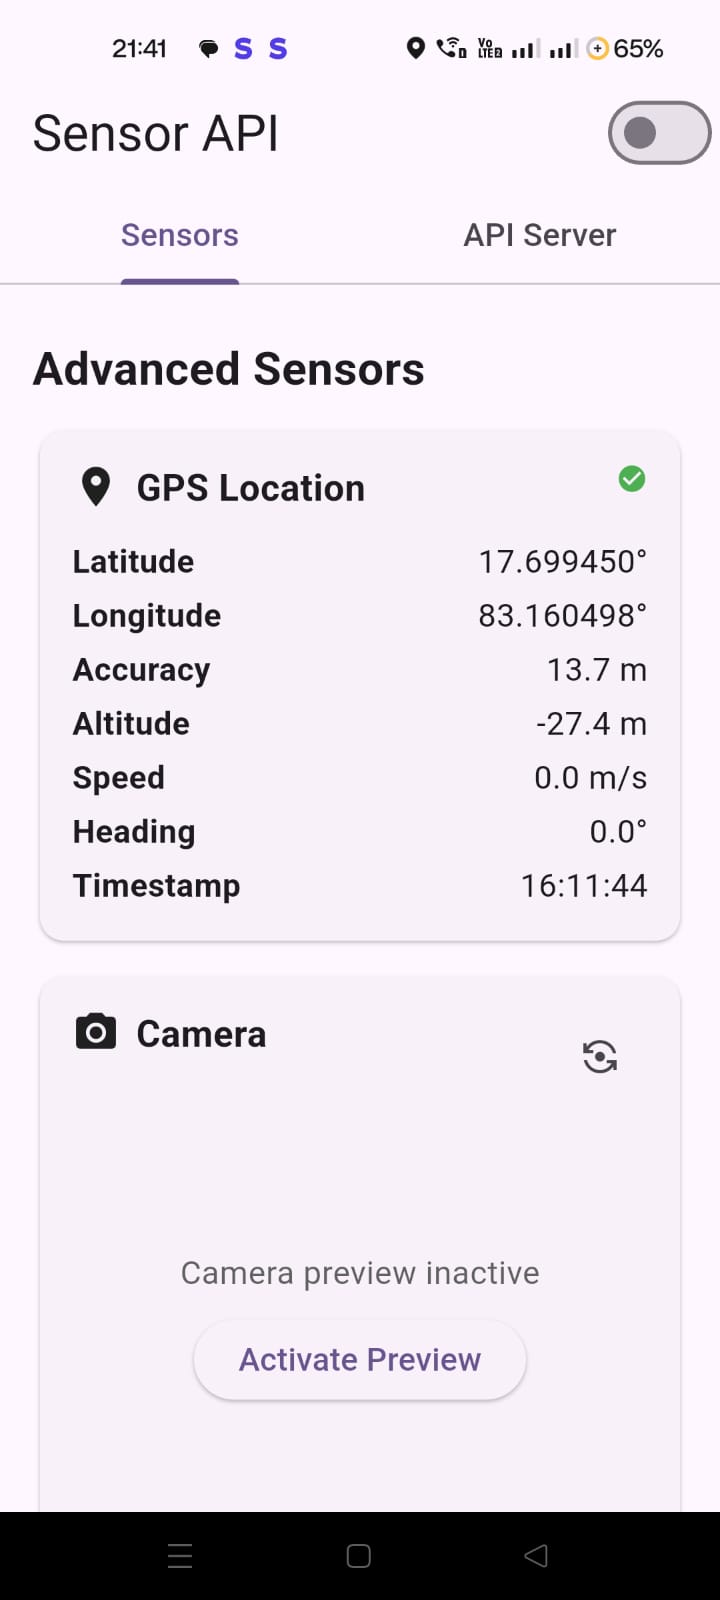 21:41 S S Vo LTE2 65%
Sensor API
Sensors API Server
Advanced Sensors
GPS Location
Latitude 17.699450°
Longitude 83.160498°
Accuracy 13.7 m
Altitude -27.4 m
Speed 0.0 m/s
Heading 0.0°
Timestamp 16:11:44
Camera
Camera preview inactive
Activate Preview